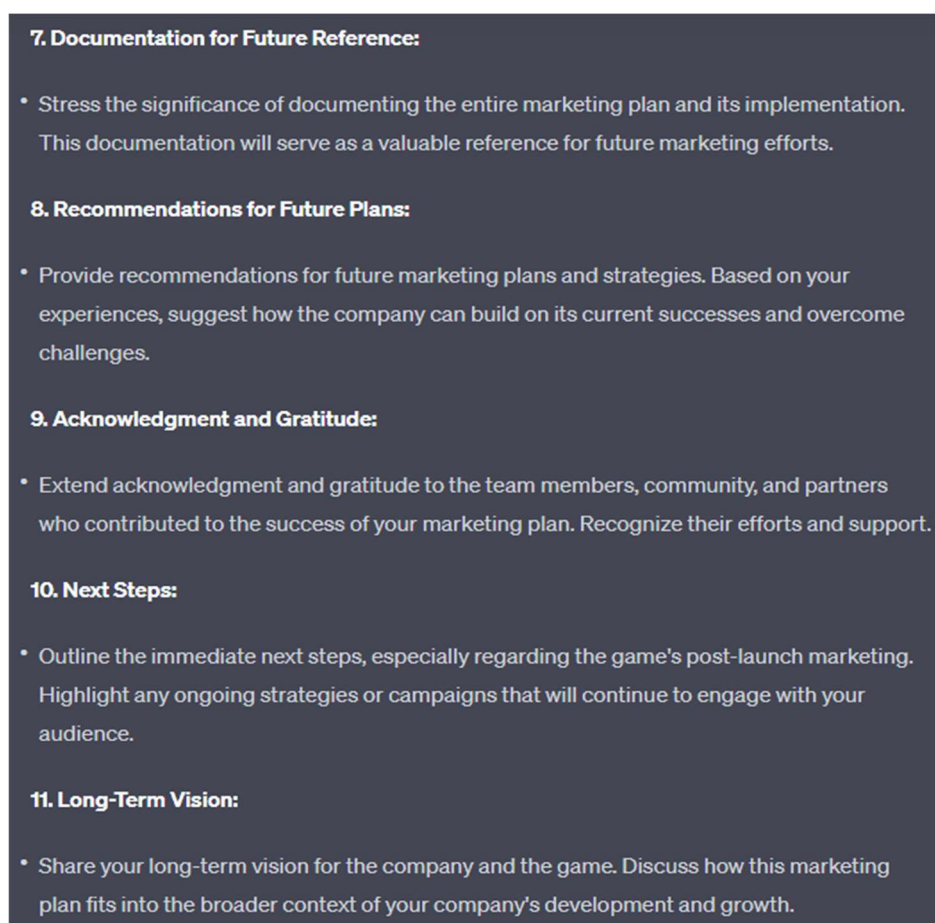 7. Documentation for Future Reference:
• Stress the significance of documenting the entire marketing plan and its implementation.
This documentation will serve as a valuable reference for future marketing efforts.
8. Recommendations for Future Plans:
• Provide recommendations for future marketing plans and strategies. Based on your
experiences, suggest how the company can build on its current successes and overcome
challenges.
9. Acknowledgment and Gratitude:
• Extend acknowledgment and gratitude to the team members, community, and partners
who contributed to the success of your marketing plan. Recognize their efforts and support.
10. Next Steps:
• Outline the immediate next steps, especially regarding the game's post-launch marketing.
Highlight any ongoing strategies or campaigns that will continue to engage with your
audience.
11. Long-Term Vision:
• Share your long-term vision for the company and the game. Discuss how this marketing
plan fits into the broader context of your company's development and growth.